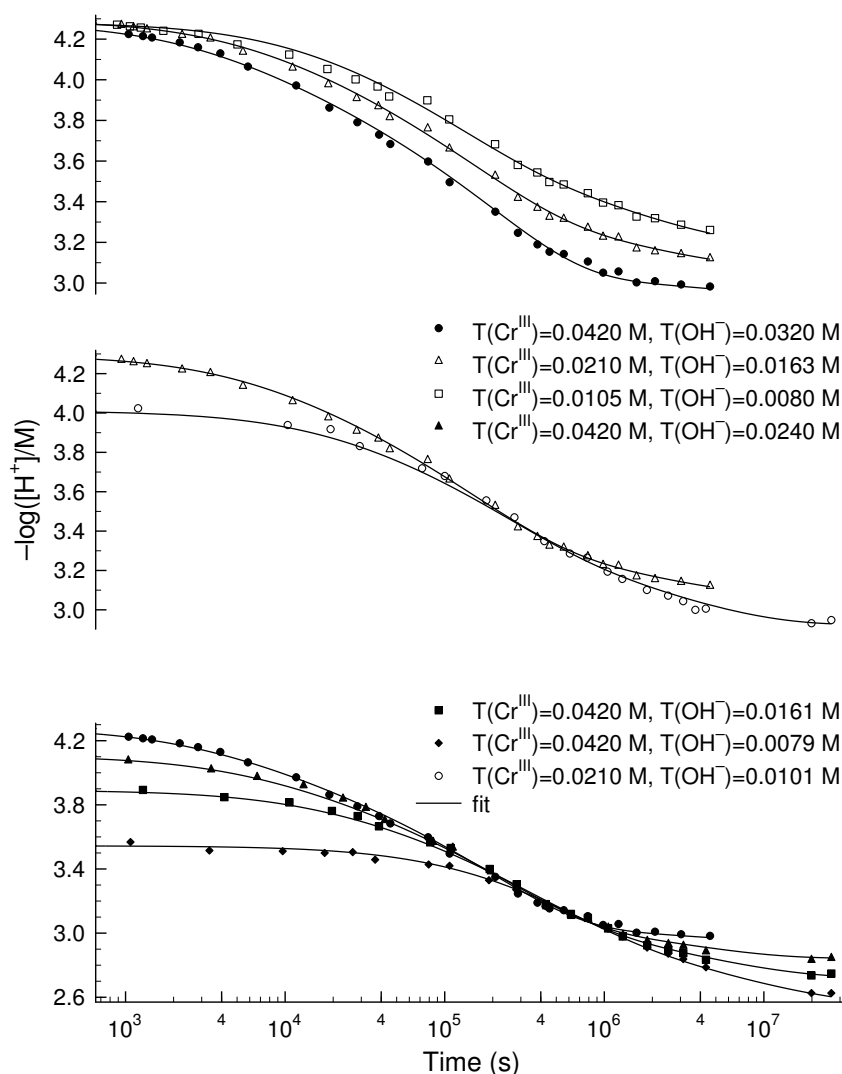 4.2
4.0
3.8
3.6
3.4
3.2
3.0
T(Cr^III)=0.0420 M, T(OH^−)=0.0320 M
T(Cr^III)=0.0210 M, T(OH^−)=0.0163 M
T(Cr^III)=0.0105 M, T(OH^−)=0.0080 M
T(Cr^III)=0.0420 M, T(OH^−)=0.0240 M
4.2
4.0
3.8
3.6
3.4
3.2
3.0
−log([H^+]/M)
T(Cr^III)=0.0420 M, T(OH^−)=0.0161 M
T(Cr^III)=0.0420 M, T(OH^−)=0.0079 M
T(Cr^III)=0.0210 M, T(OH^−)=0.0101 M
fit
4.2
3.8
3.4
3.0
2.6
10^3 4 10^4 4 10^5 4 10^6 4 10^7
Time (s)